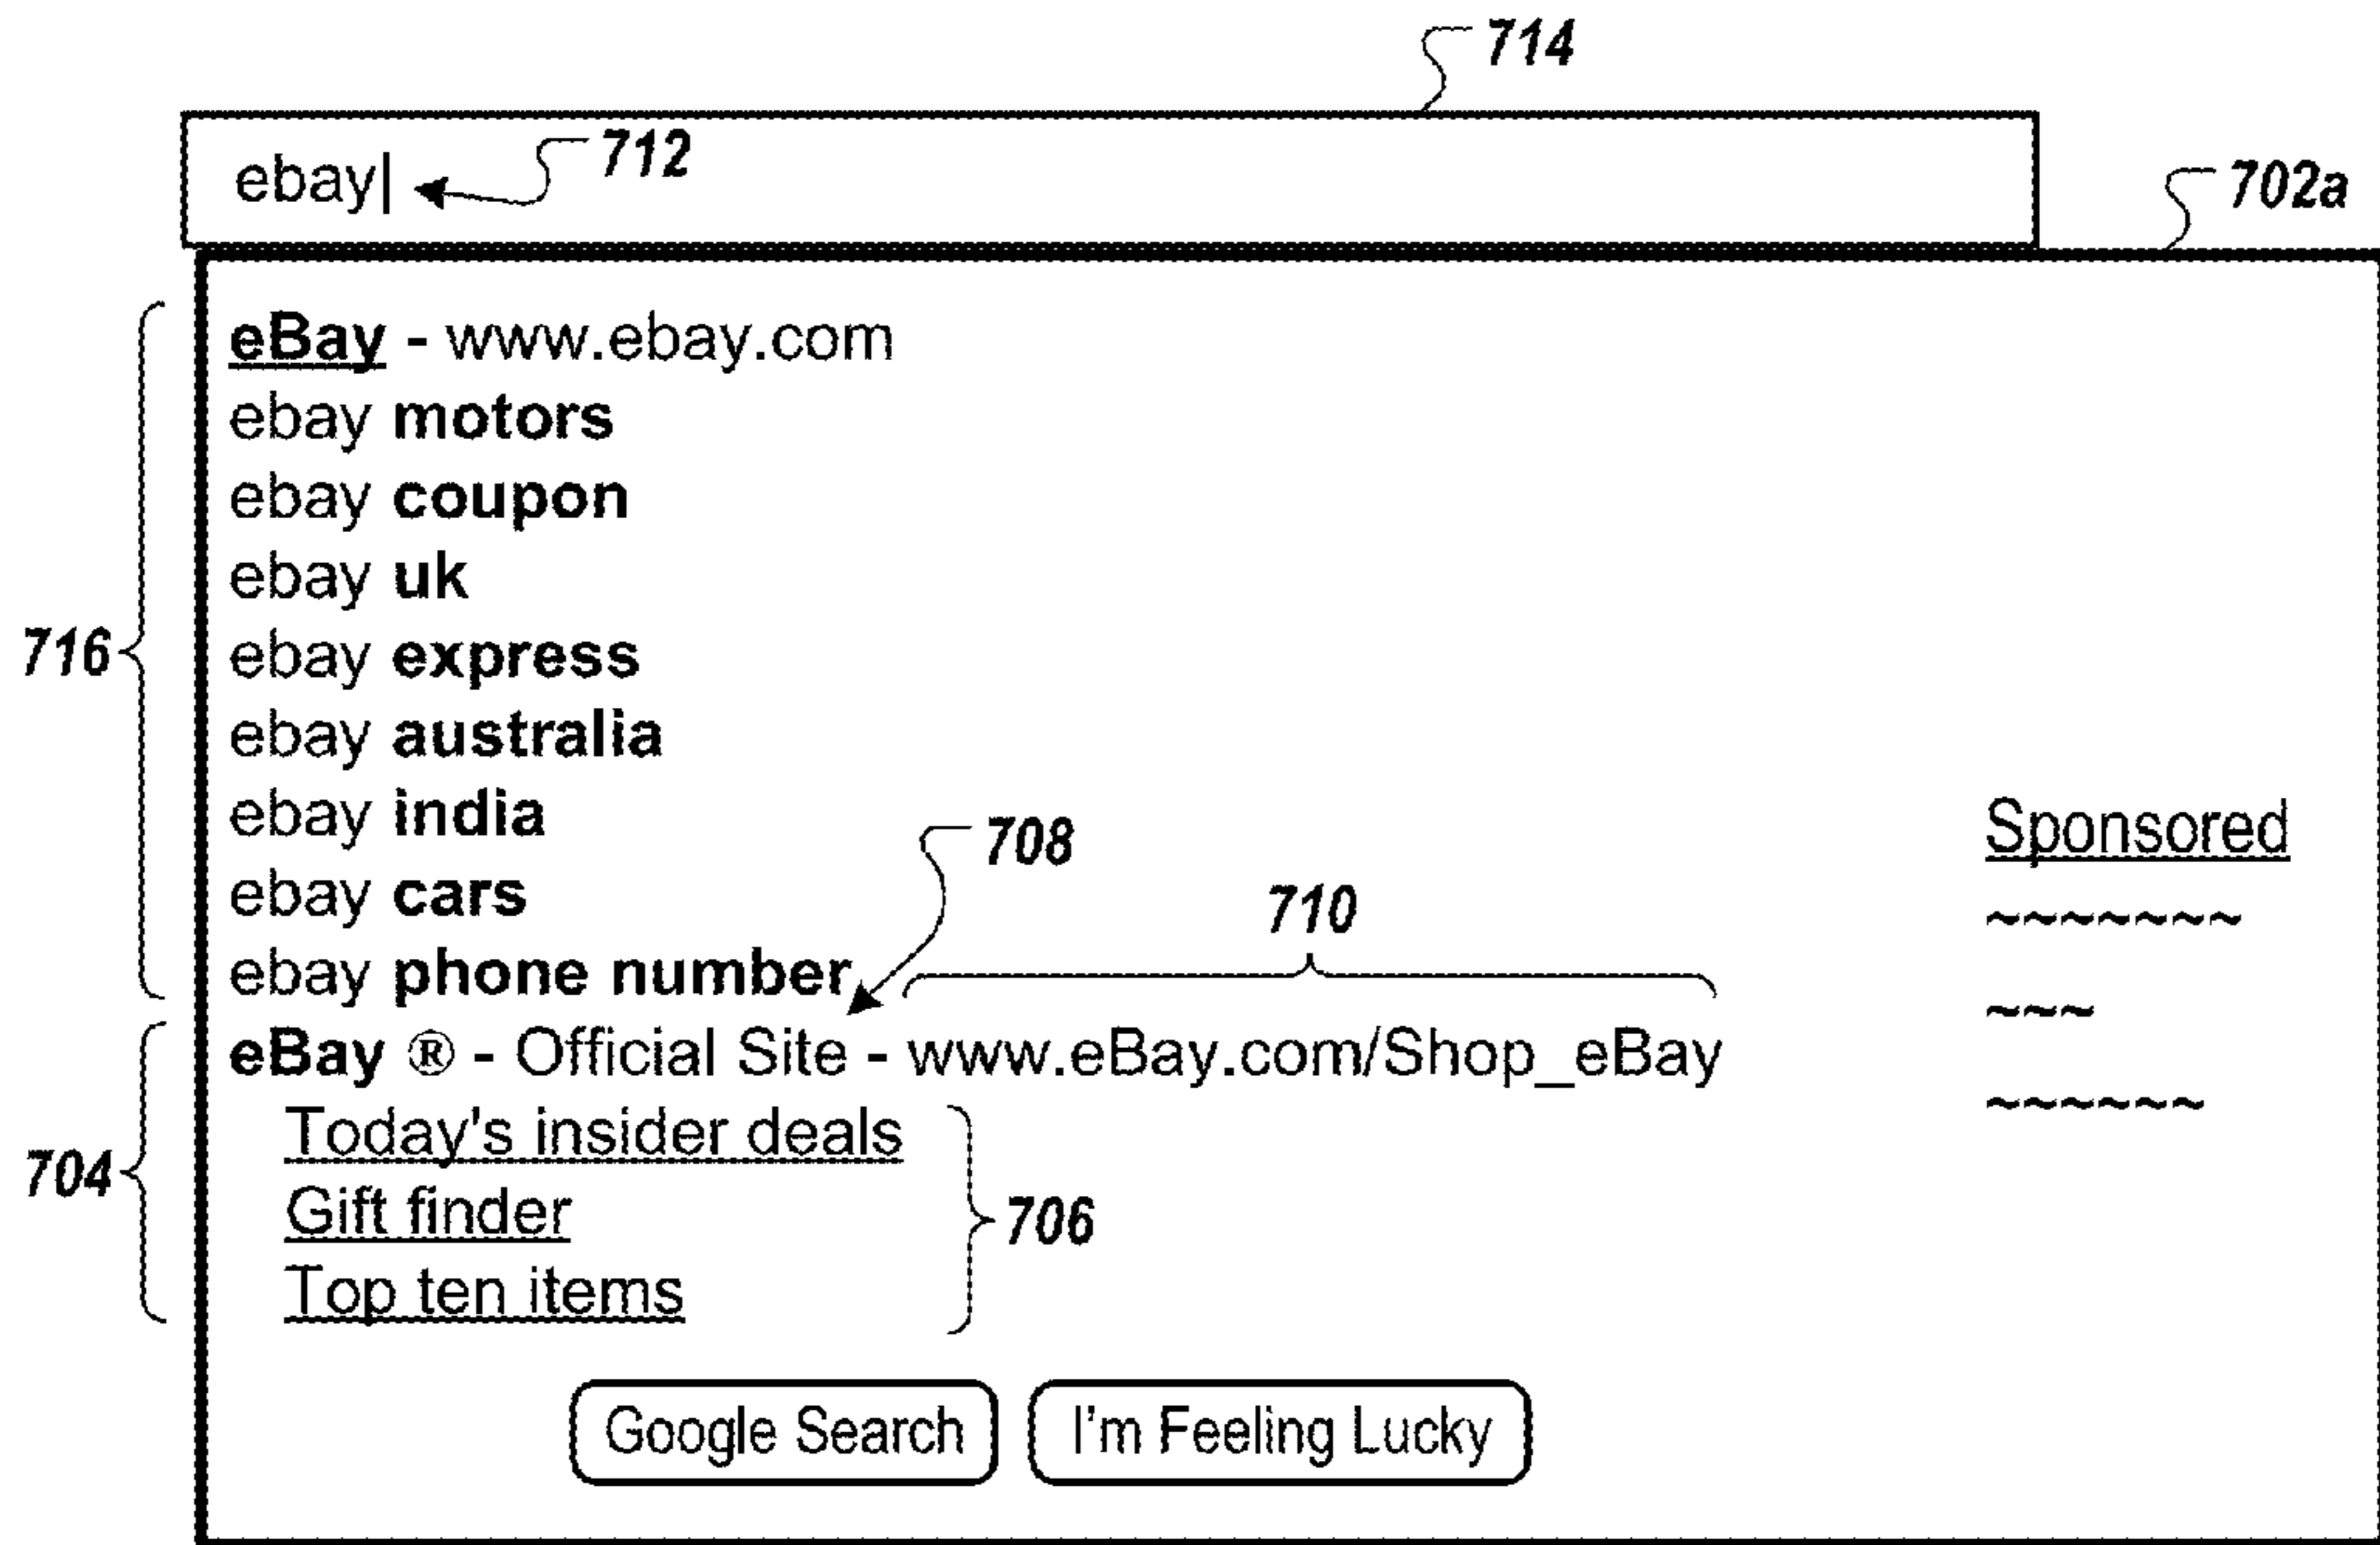 714
ebay| 712
702a
eBay - www.ebay.com
ebay motors
ebay coupon
ebay uk
716 ebay express
ebay australia
ebay india
Sponsored
708
ebay cars
710
~~~~~~~
ebay phone number
~~~
eBay ® - Official Site - www.eBay.com/Shop_eBay
~~~~~~
Today's insider deals
704
Gift finder
706
Top ten items
Google Search
I'm Feeling Lucky